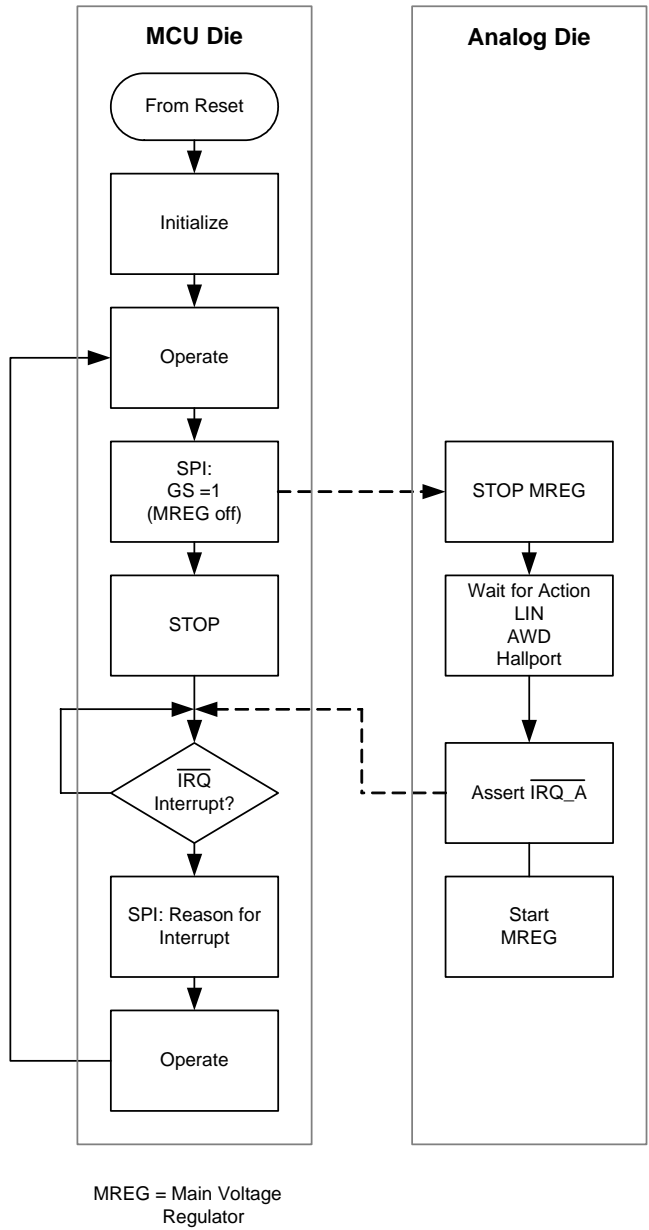 MCU Die
From Reset
Initialize
Operate
SPI:
GS =1
(MREG off)
STOP
IRQ
Interrupt?
SPI: Reason for
Interrupt
Operate
Analog Die
STOP MREG
Wait for Action
LIN
AWD
Hallport
Assert IRQ_A
Start
MREG
MREG = Main Voltage
Regulator